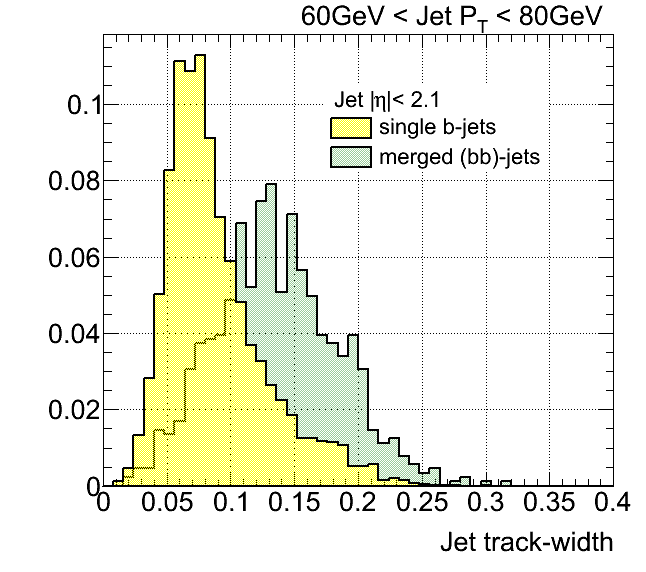 60GeV < Jet P_T < 80GeV
Jet |η|< 2.1
single b-jets
merged (bb)-jets
0.1
0.08
0.06
0.04
0.02
0
0 0.05 0.1 0.15 0.2 0.25 0.3 0.35 0.4
Jet track-width